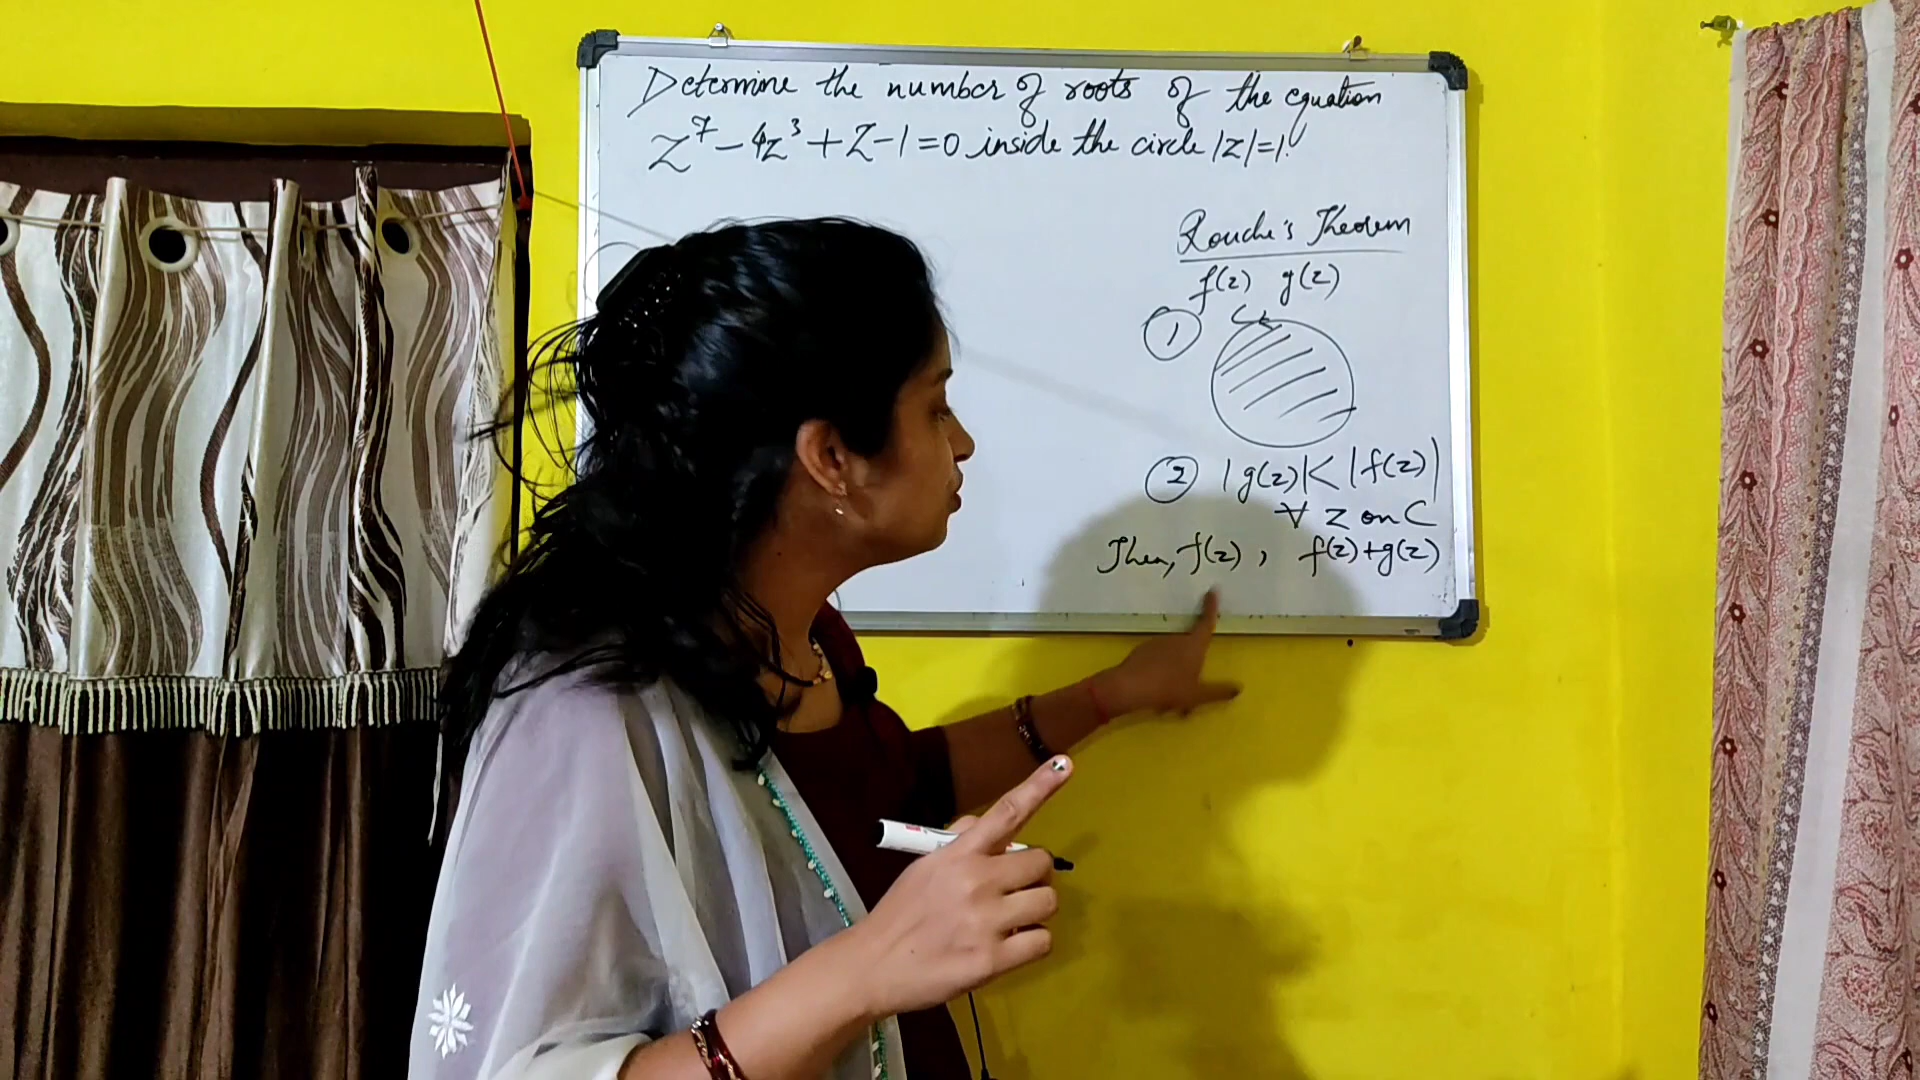 Determine the number of roots of the equation
z⁷ - 4z³ + z - 1 = 0 inside the circle |z| = 1.
Rouche's Theorem
f(z) g(z)
①
② |g(z)| < |f(z)|
∀ z on C
Then, f(z), f(z)+g(z)